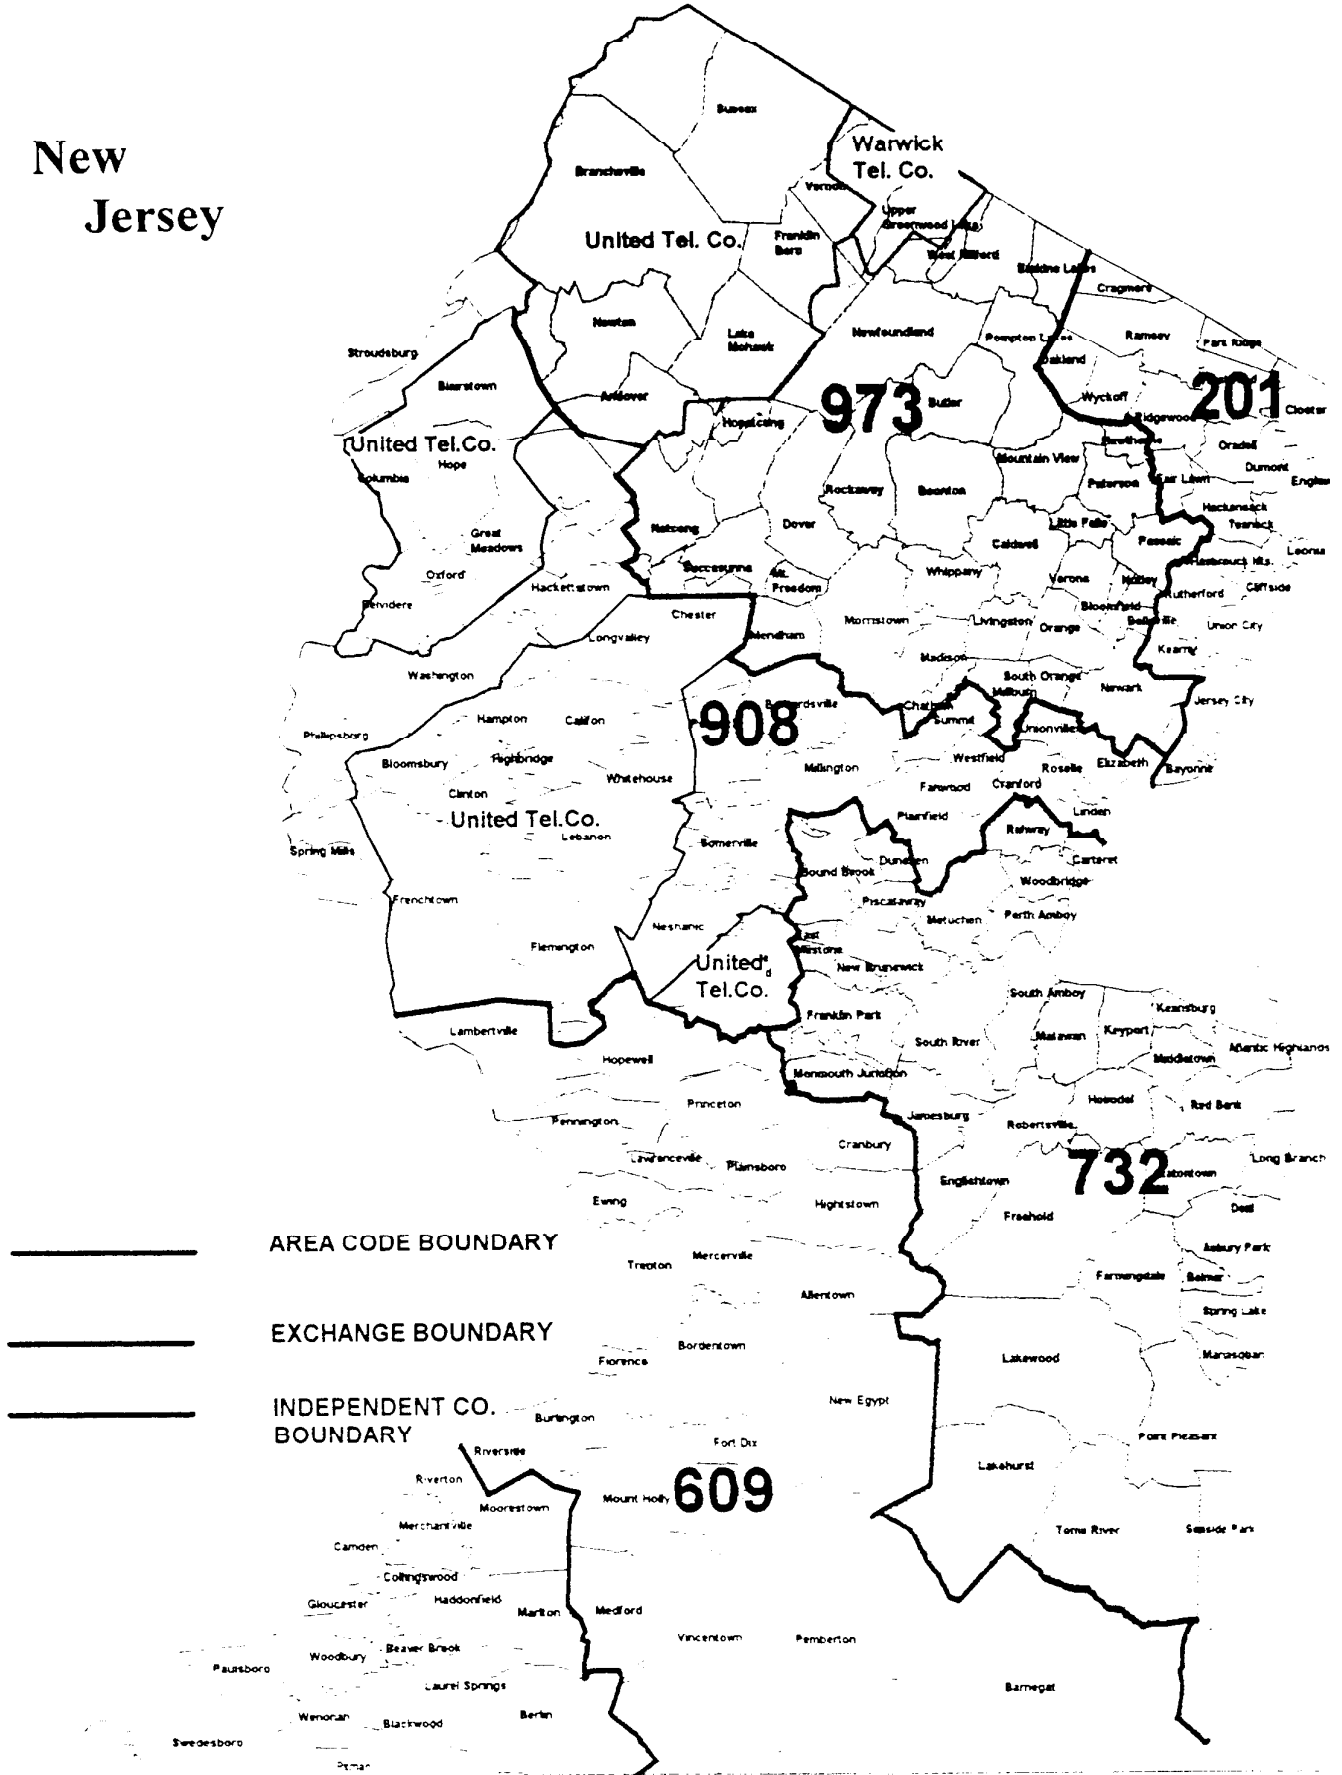 New
Jersey
Sussex
Warwick
Tel. Co.
Branchville
Vernon
Upper
Greenwood Lake
United Tel. Co.
Franklin
Boro
West Milford
Erskine Lakes
Cragmere
Newton
Lake
Mohawk
Newfoundland
Pompton Lakes
Ramsey
Park Ridge
Stroudsburg
Oakland
Blairstown
Andover
973
Butler
Wyckoff
201
Closter
Hopatcong
Ridgewood
United Tel.Co.
Hope
Hawthorne
Oradell
Columbia
Mountain View
Dumont
Rockaway
Boonton
Paterson
Fair Lawn
Englew
Hackensack
Netcong
Dover
Little Falls
Teaneck
Great
Meadows
Caldwell
Passaic
Leonia
Oxford
Succasunna
Mt.
Freedom
Whippany
Verona
Nutley
Hasbrouck Hts.
Hackettstown
Cliffside
Belvidere
Bloomfield
Rutherford
Chester
Morristown
Livingston
Orange
Belleville
Union City
Longvalley
Mendham
Kearny
Washington
Madison
South Orange
Millburn
Newark
Jersey City
908
Bernardsville
Chatham
Summit
Hampton
Califon
Unionville
Phillipsburg
Bloomsbury
Highbridge
Millington
Westfield
Roselle
Elizabeth
Bayonne
Whitehouse
Clinton
Fanwood
Cranford
United Tel.Co.
Lebanon
Plainfield
Linden
Rahway
Spring Mills
Somerville
Bound Brook
Dunellen
Carteret
Woodbridge
Frenchtown
Piscataway
Metuchen
Perth Amboy
Neshanic
East
Millstone
Flemington
United
Tel.Co.
New Brunswick
South Amboy
Keansburg
Franklin Park
Lambertville
South River
Matawan
Keyport
Middletown
Atlantic Highlands
Hopewell
Monmouth Junction
Princeton
Holmdel
Red Bank
Pennington
Jamesburg
Robertsville
Cranbury
Lawrenceville
Plainsboro
732
Eatontown
Long Branch
Englishtown
Ewing
Hightstown
Freehold
Deal
AREA CODE BOUNDARY
Mercerville
Asbury Park
Trenton
Farmingdale
Belmar
Allentown
Spring Lake
EXCHANGE BOUNDARY
Bordentown
Florence
Lakewood
Manasquan
INDEPENDENT CO.
BOUNDARY
New Egypt
Burlington
Fort Dix
Point Pleasant
Riverside
Riverton
Lakehurst
Moorestown
Mount Holly
609
Merchantville
Toms River
Seaside Park
Camden
Collingswood
Gloucester
Haddonfield
Marlton
Medford
Vincentown
Pemberton
Woodbury
Beaver Brook
Paulsboro
Laurel Springs
Barnegat
Wenonah
Blackwood
Berlin
Swedesboro
Pitman